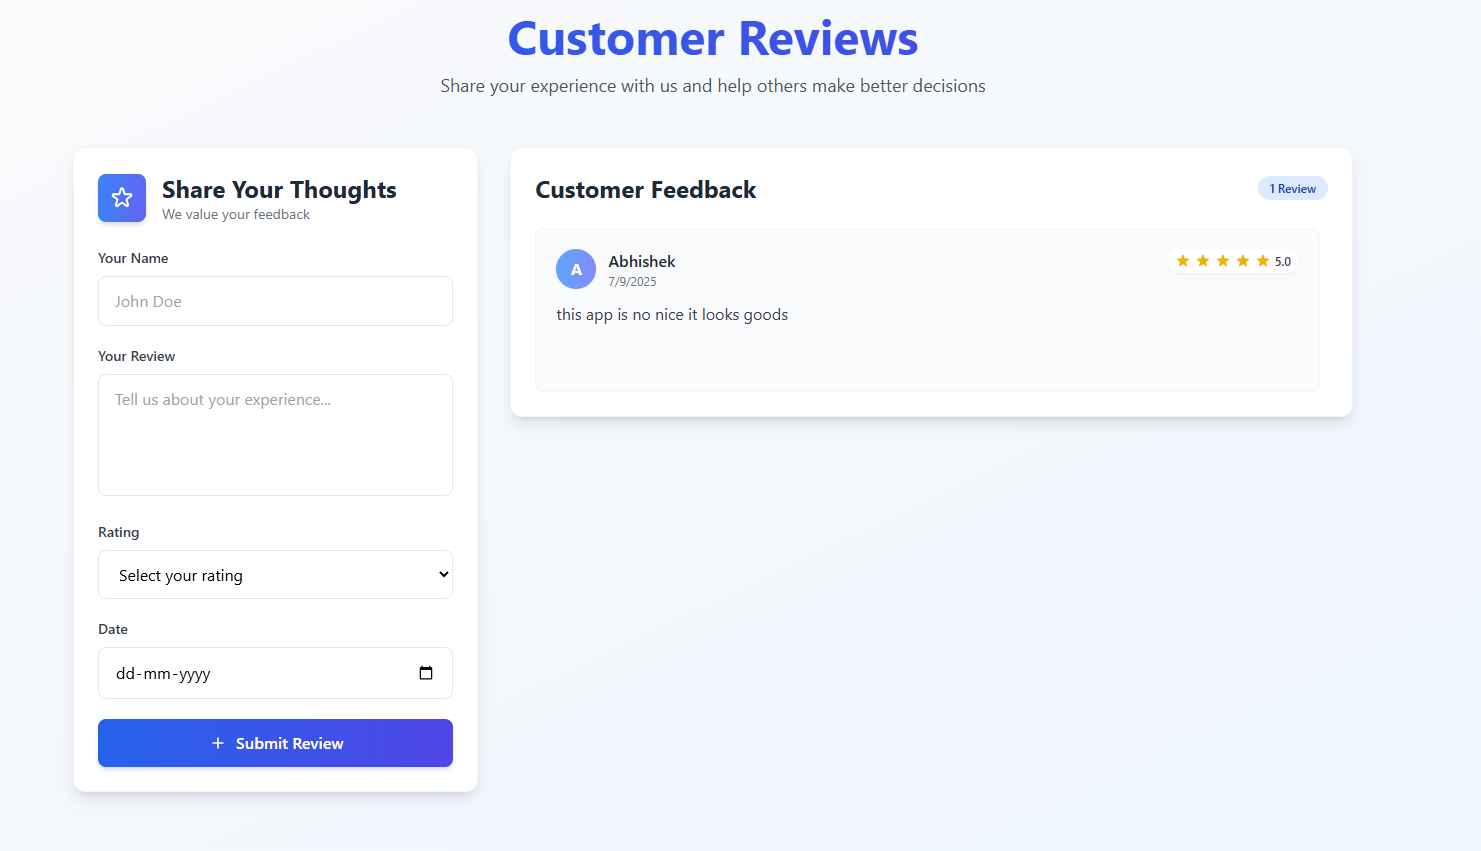 Customer Reviews
Share your experience with us and help others make better decisions
Share Your Thoughts
We value your feedback
Your Name
John Doe
Your Review
Tell us about your experience...
Rating
Select your rating
Date
dd-mm-yyyy
+ Submit Review
Customer Feedback
1 Review
A
Abhishek
7/9/2025
5.0
this app is no nice it looks goods